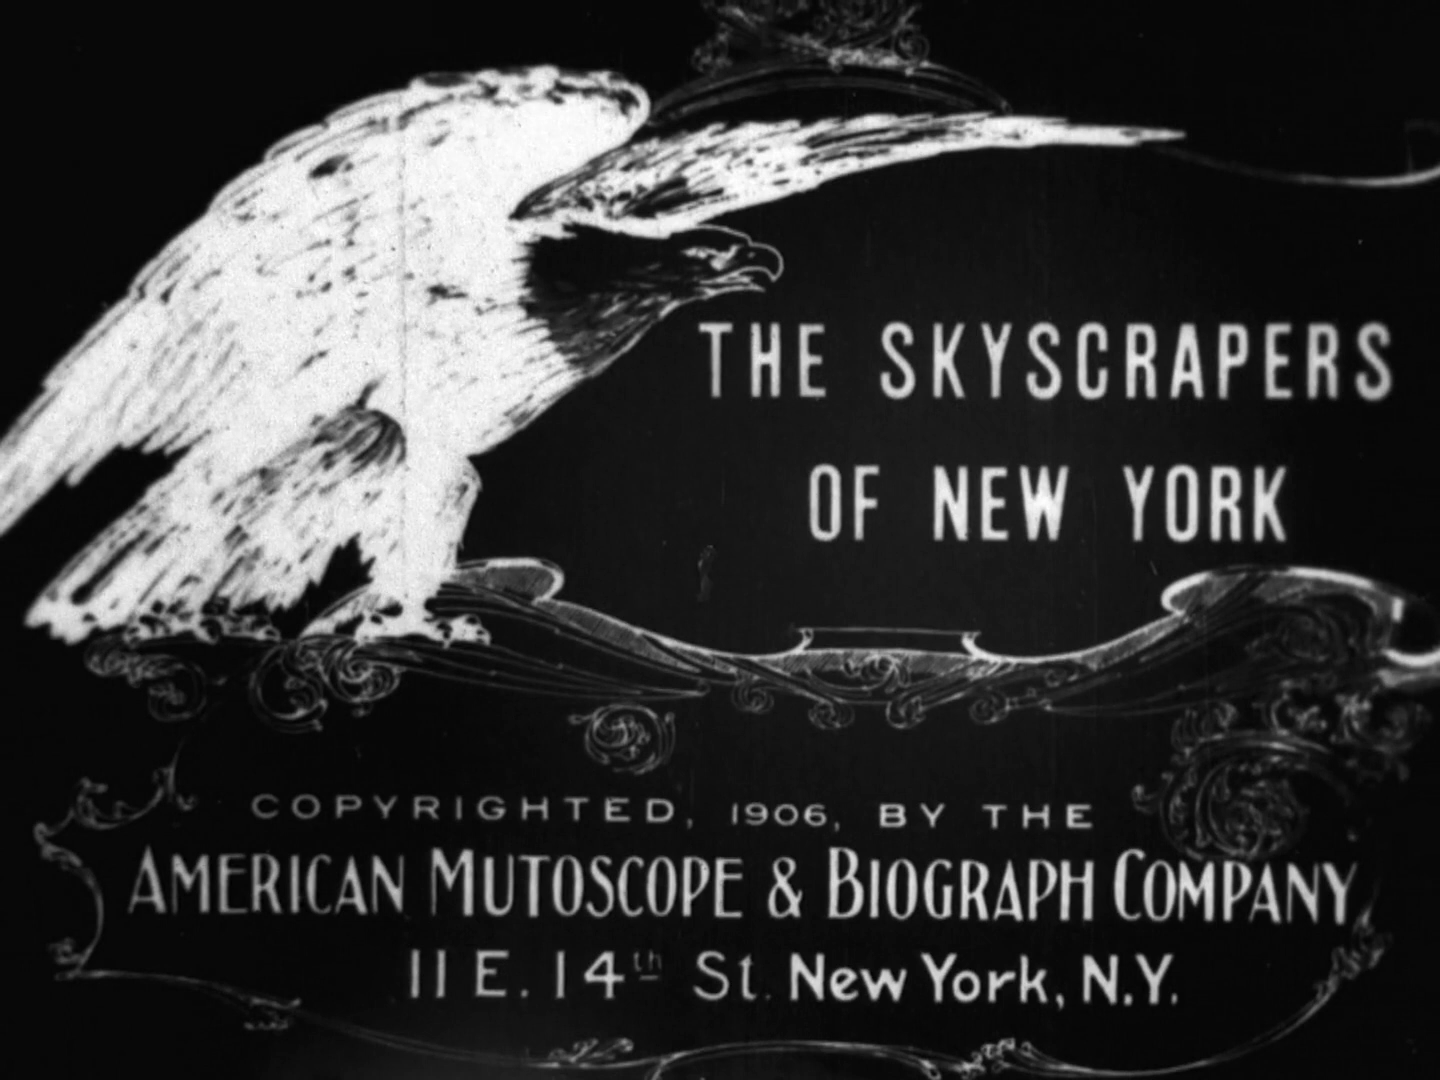 THE SKYSCRAPERS
OF NEW YORK
COPYRIGHTED, 1906, BY THE
AMERICAN MUTOSCOPE & BIOGRAPH COMPANY
11 E. 14th St. New York, N.Y.